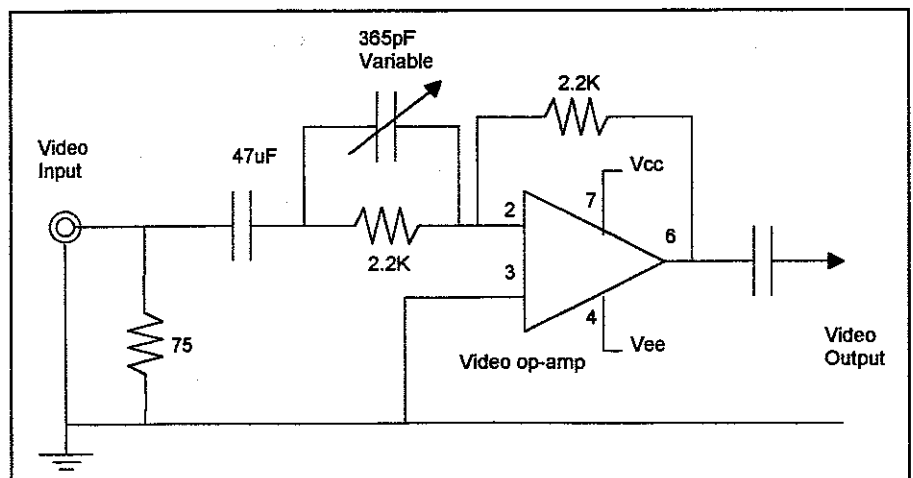 365pF
Variable
2.2K
Video
Input
47uF
Vcc
7
2
6
2.2K
3
75
4
Vee
Video op-amp
Video
Output